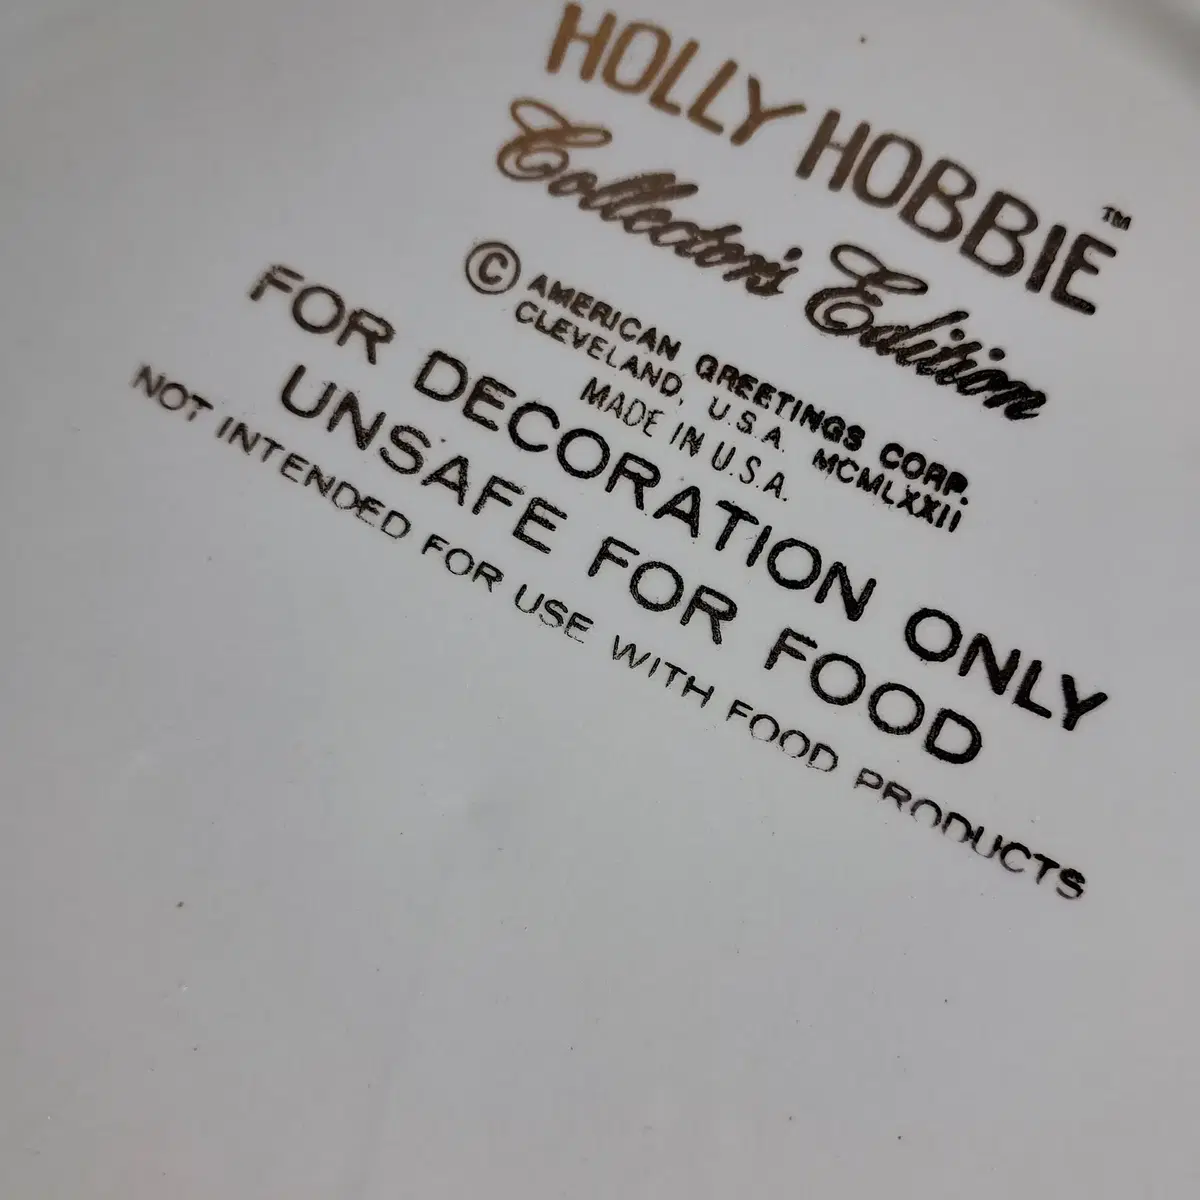 HOLLY HOBBIE™
Collector's Edition
© AMERICAN GREETINGS CORP.
CLEVELAND, U.S.A. MCMLXXII
MADE IN U.S.A.
FOR DECORATION ONLY
UNSAFE FOR FOOD
NOT INTENDED FOR USE WITH FOOD PRODUCTS